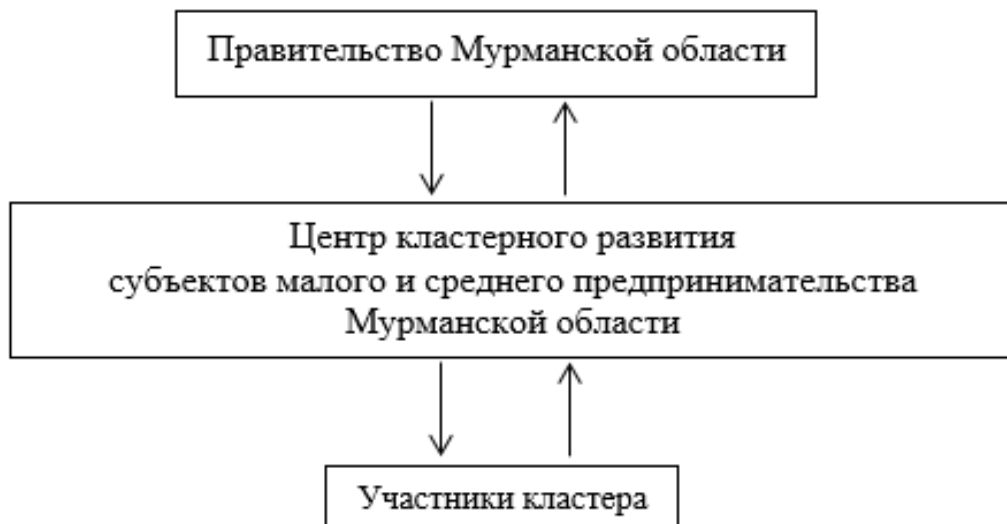 Правительство Мурманской области
Центр кластерного развития
субъектов малого и среднего предпринимательства
Мурманской области
Участники кластера